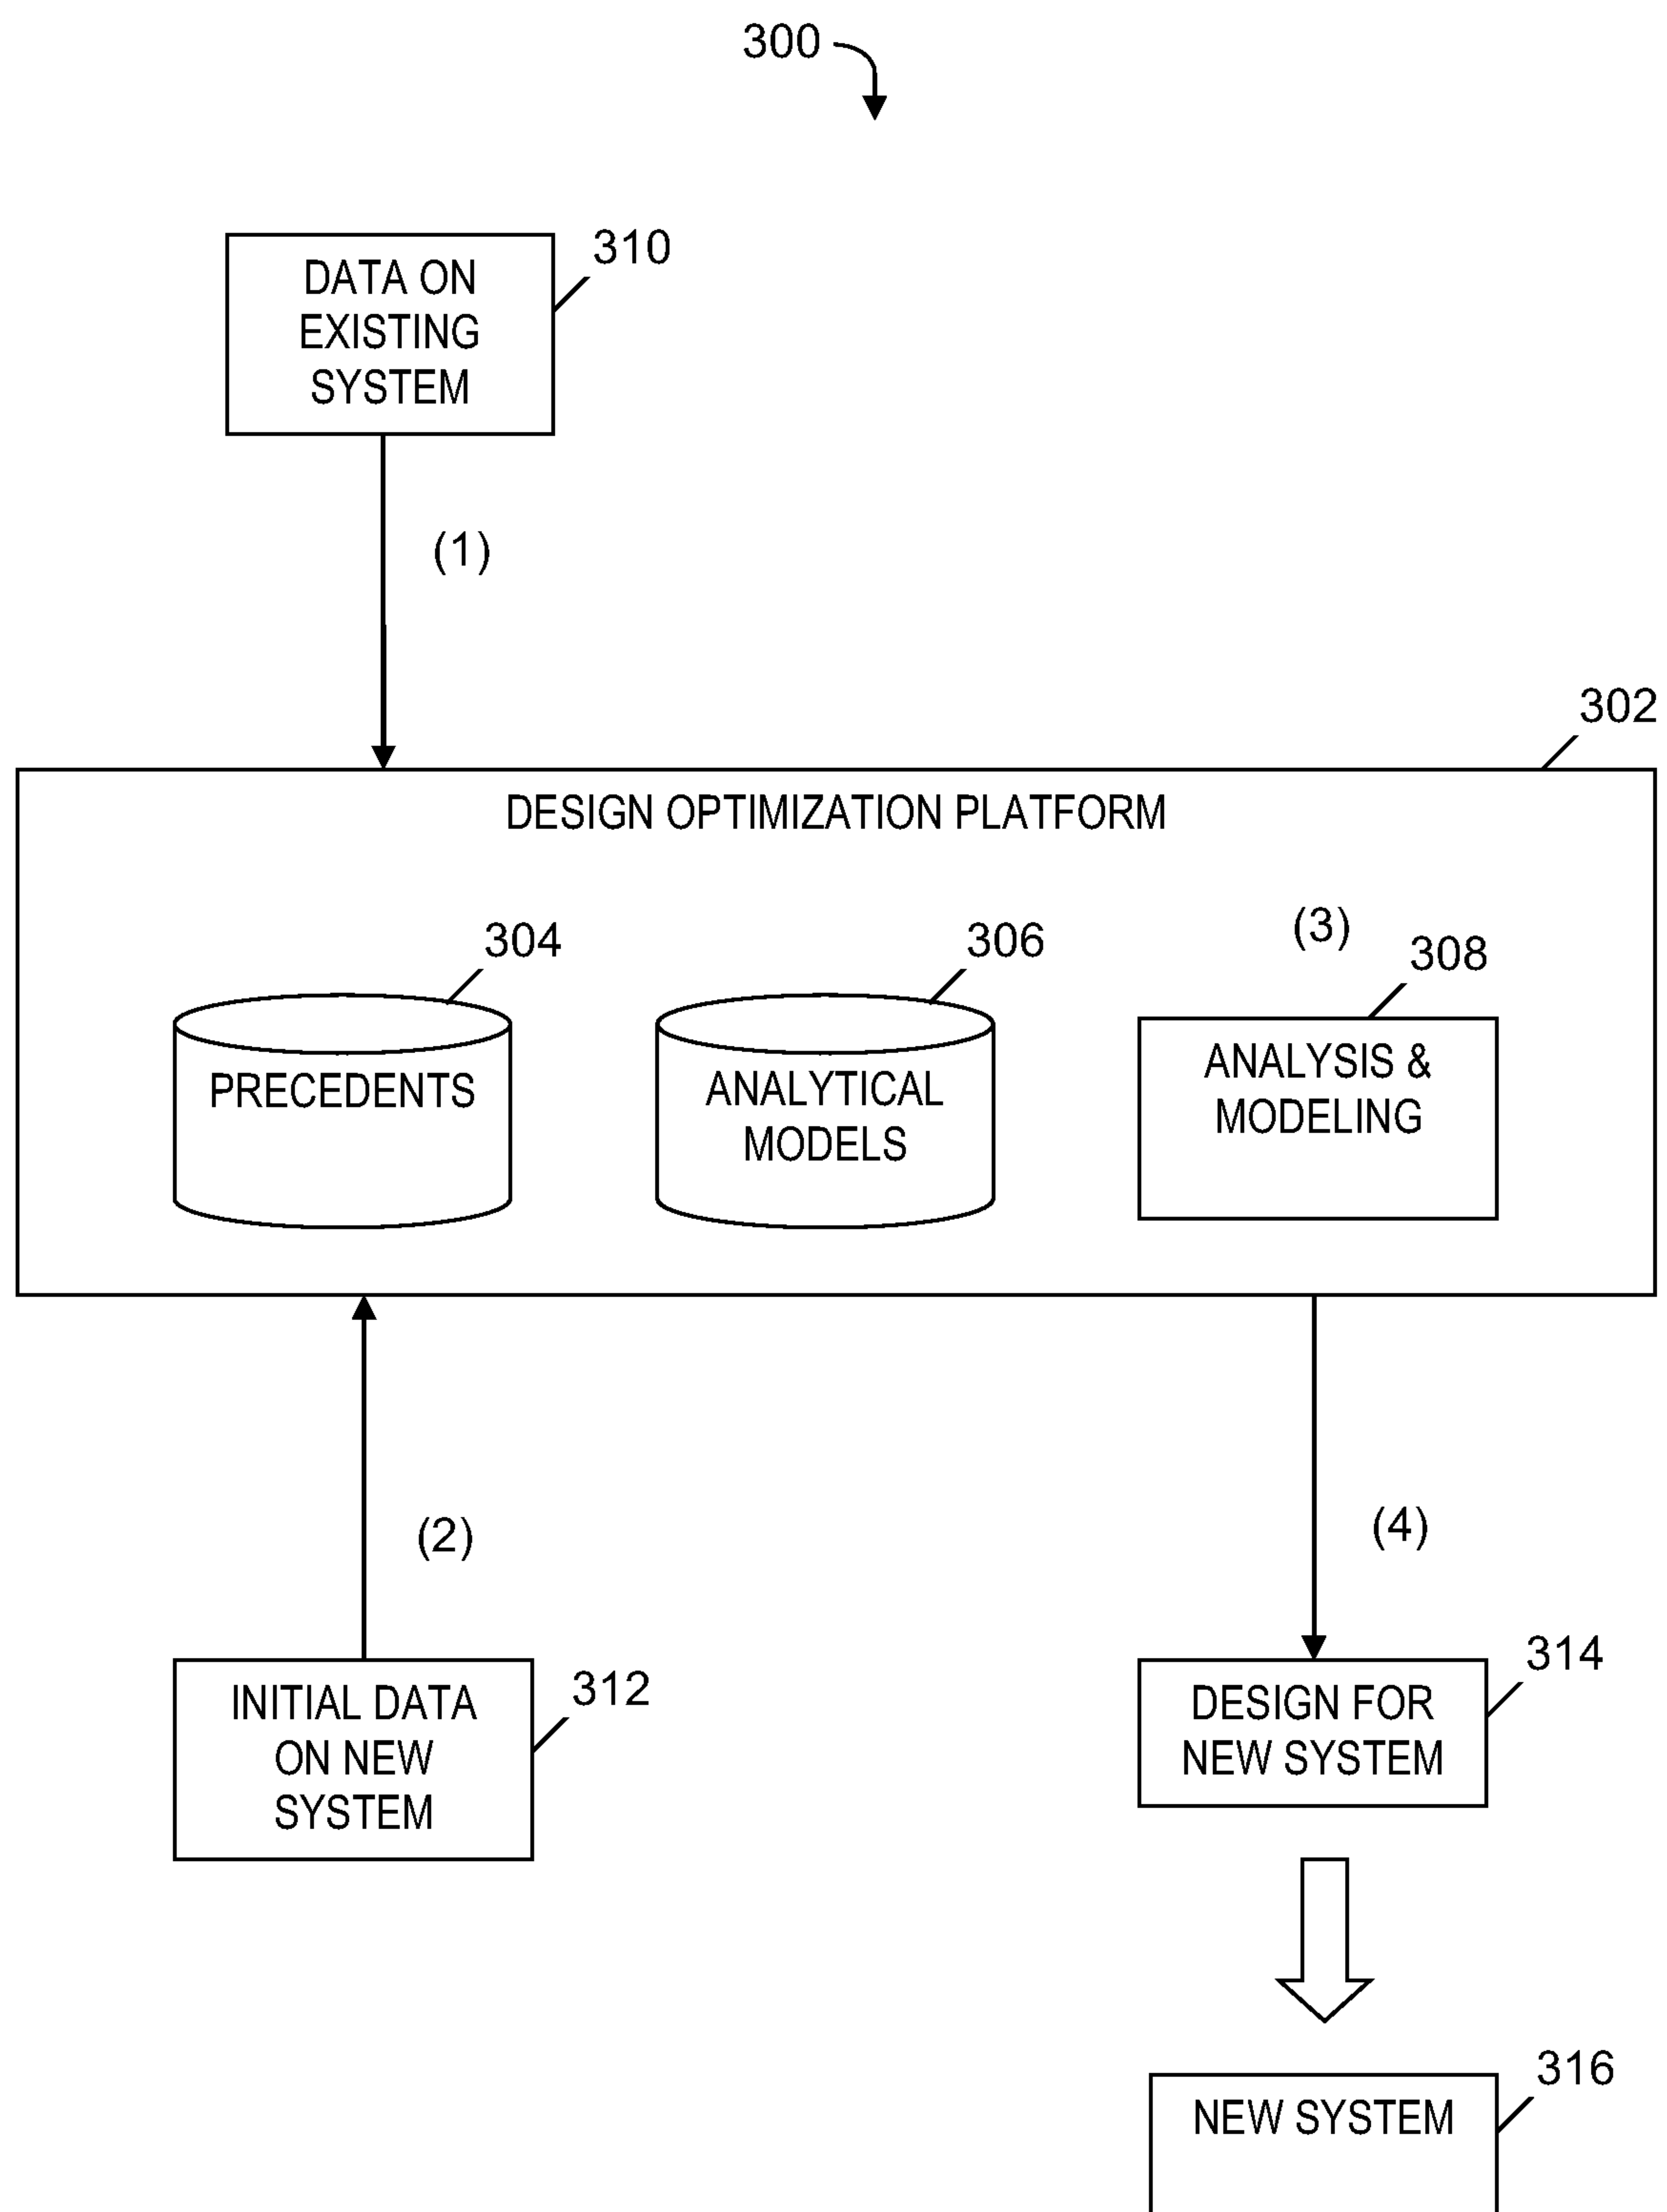 300
310
DATA ON
EXISTING
SYSTEM
(1)
302
DESIGN OPTIMIZATION PLATFORM
304
306
(3)
308
PRECEDENTS
ANALYTICAL
MODELS
ANALYSIS &
MODELING
(2)
(4)
312
INITIAL DATA
ON NEW
SYSTEM
314
DESIGN FOR
NEW SYSTEM
316
NEW SYSTEM